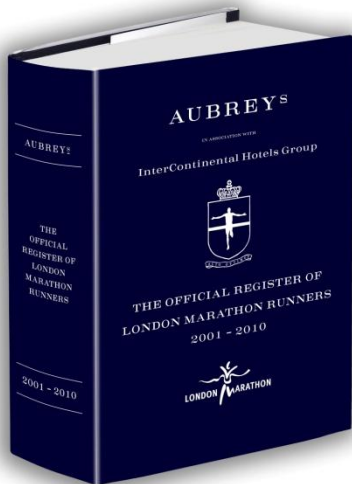 AUBREYS
THE
OFFICIAL
REGISTER OF
LONDON
MARATHON
RUNNERS
2001 - 2010
AUBREYS
IN ASSOCIATION WITH
InterContinental Hotels Group
THE OFFICIAL REGISTER OF
LONDON MARATHON RUNNERS
2001 - 2010
LONDON MARATHON